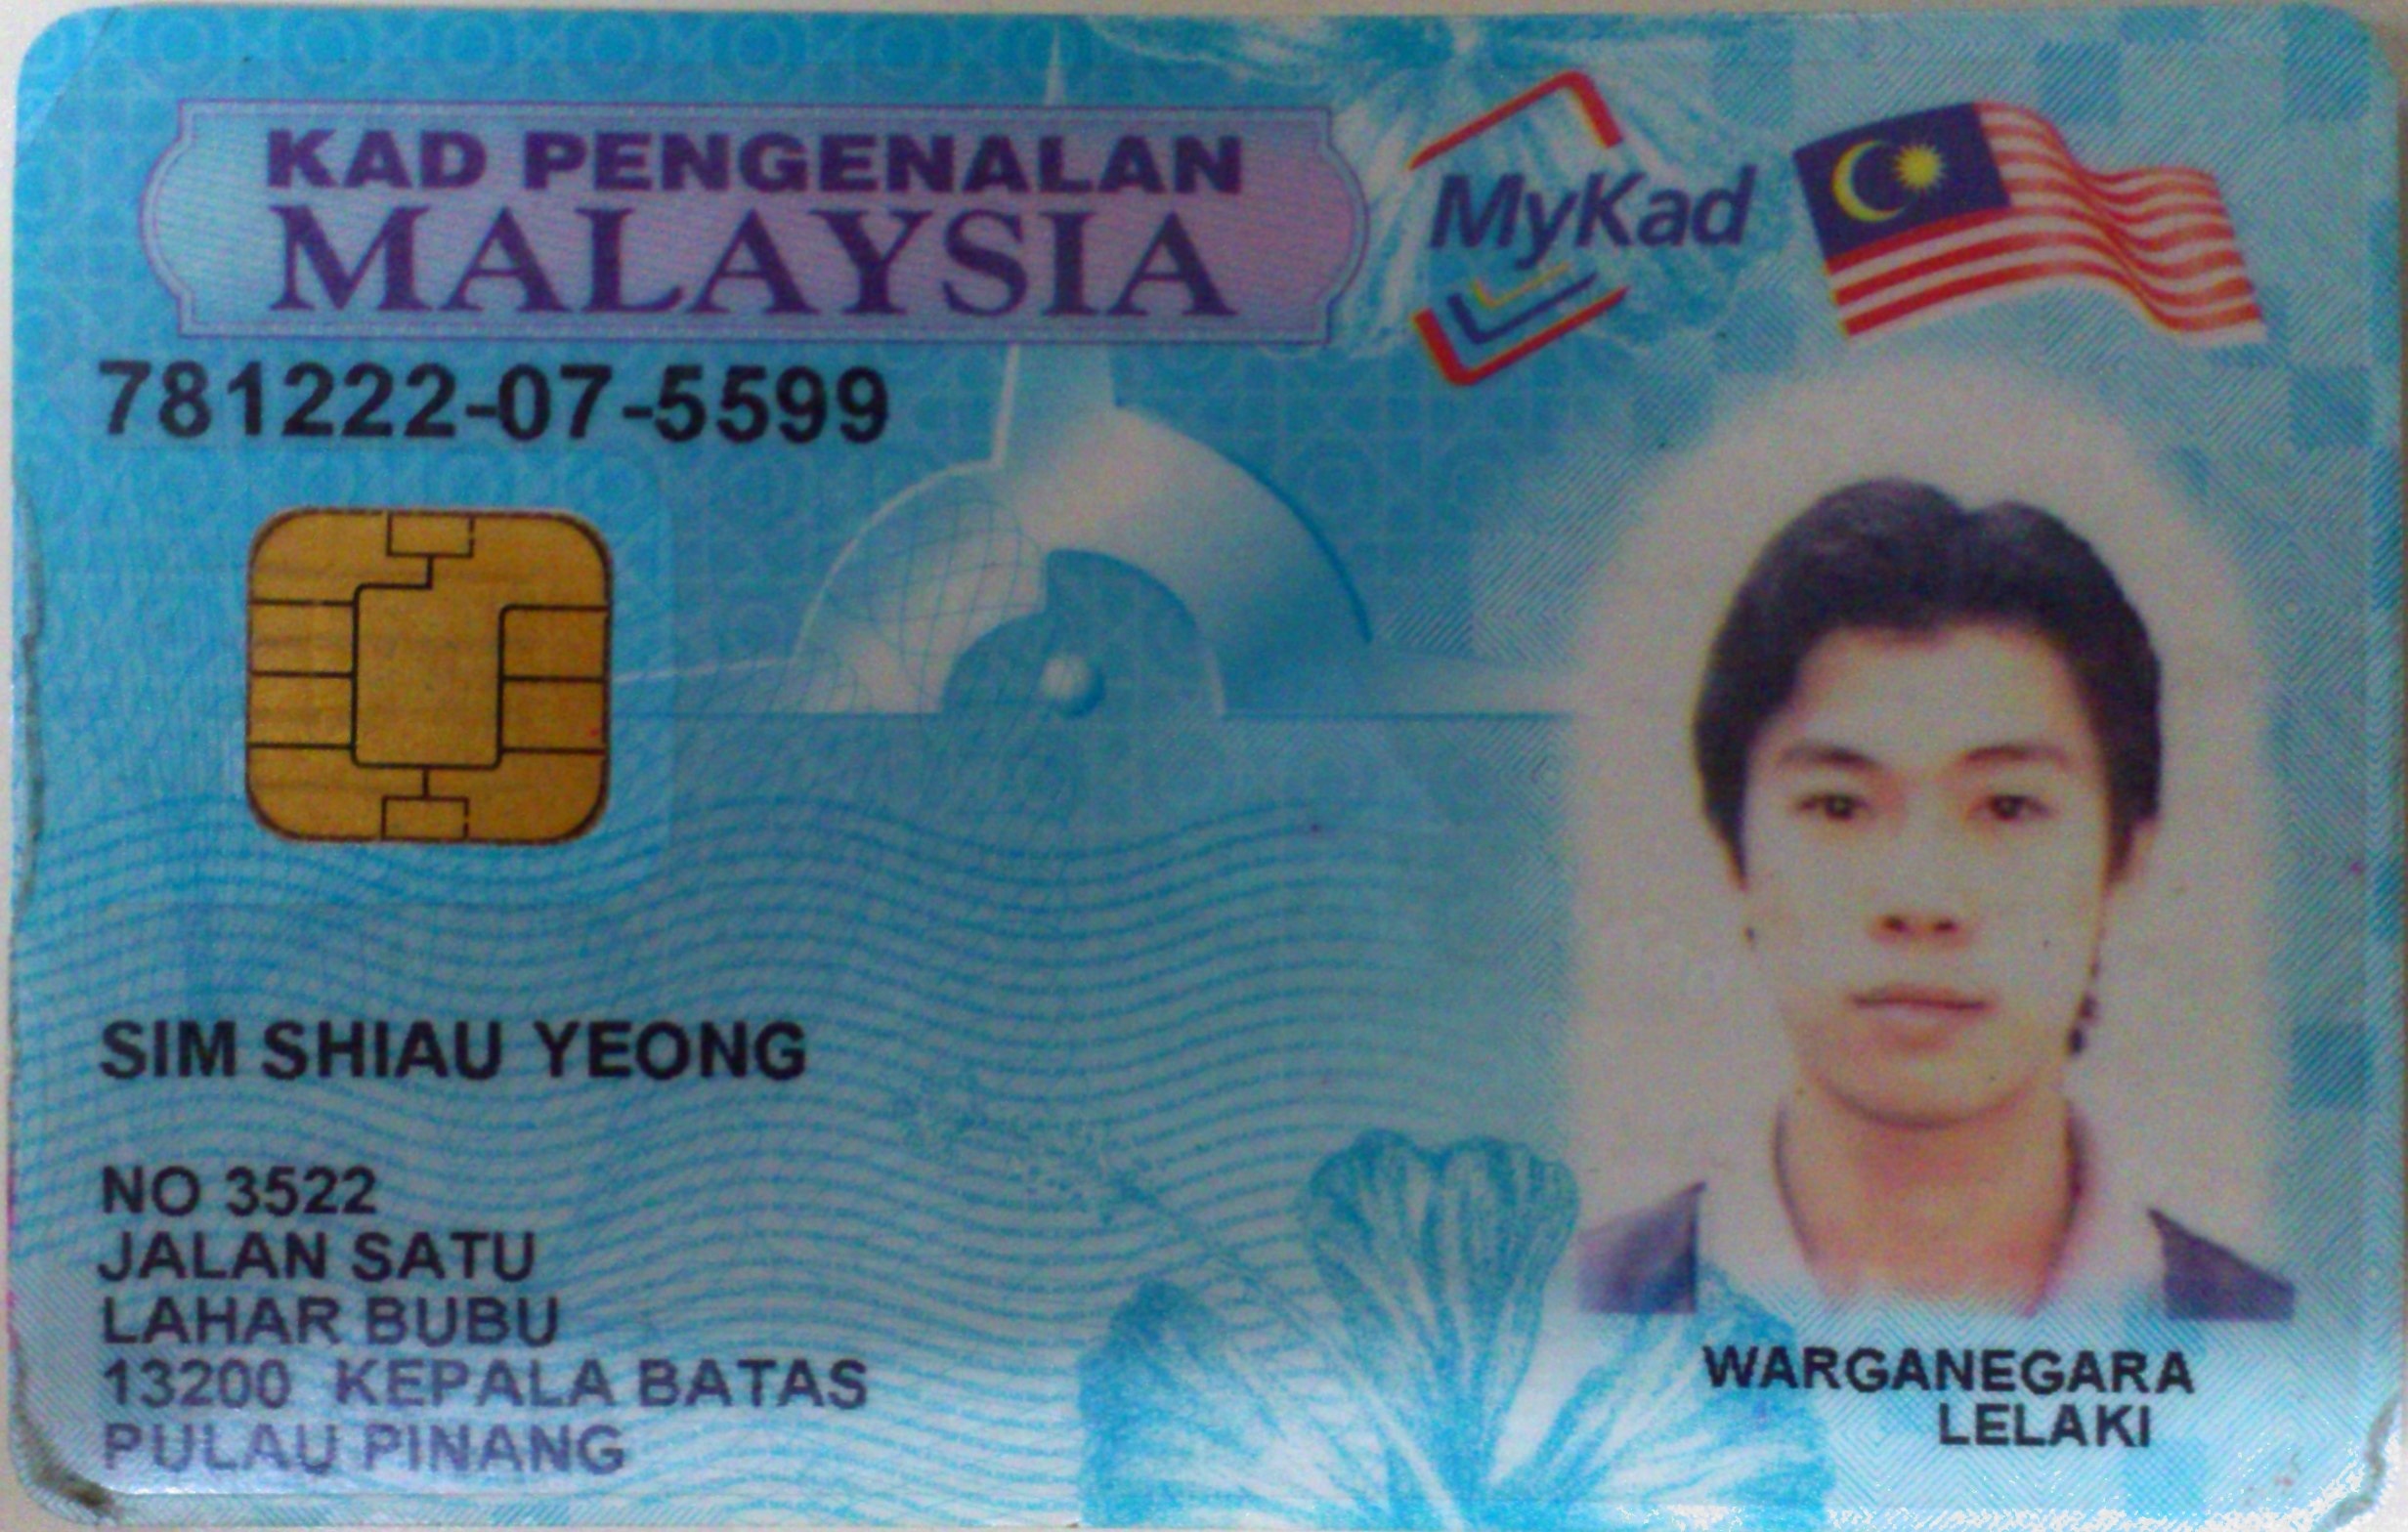 KAD PENGENALAN
MALAYSIA
MyKad
781222-07-5599
SIM SHIAU YEONG
NO 3522
JALAN SATU
LAHAR BUBU
13200 KEPALA BATAS
PULAU PINANG
WARGANEGARA
LELAKI